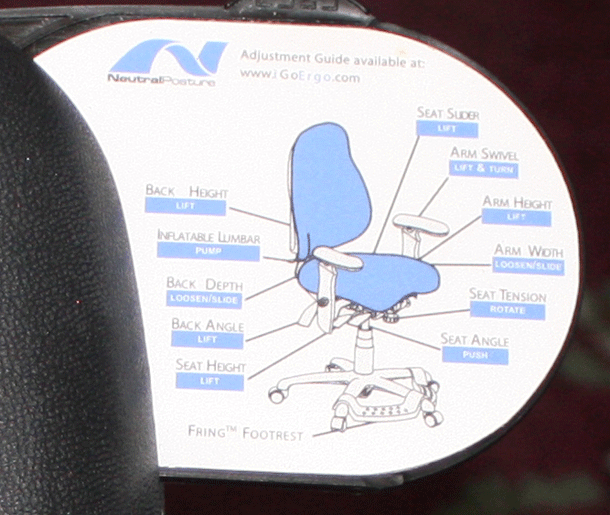 NeutralPosture
Adjustment Guide available at:
www.iGoErgo.com
SEAT SLIDER
LIFT
ARM SWIVEL
LIFT & TURN
BACK HEIGHT
LIFT
ARM HEIGHT
LIFT
INFLATABLE LUMBAR
PUMP
ARM WIDTH
LOOSEN/SLIDE
BACK DEPTH
LOOSEN/SLIDE
SEAT TENSION
ROTATE
BACK ANGLE
LIFT
SEAT ANGLE
PUSH
SEAT HEIGHT
LIFT
FRING™ FOOTREST